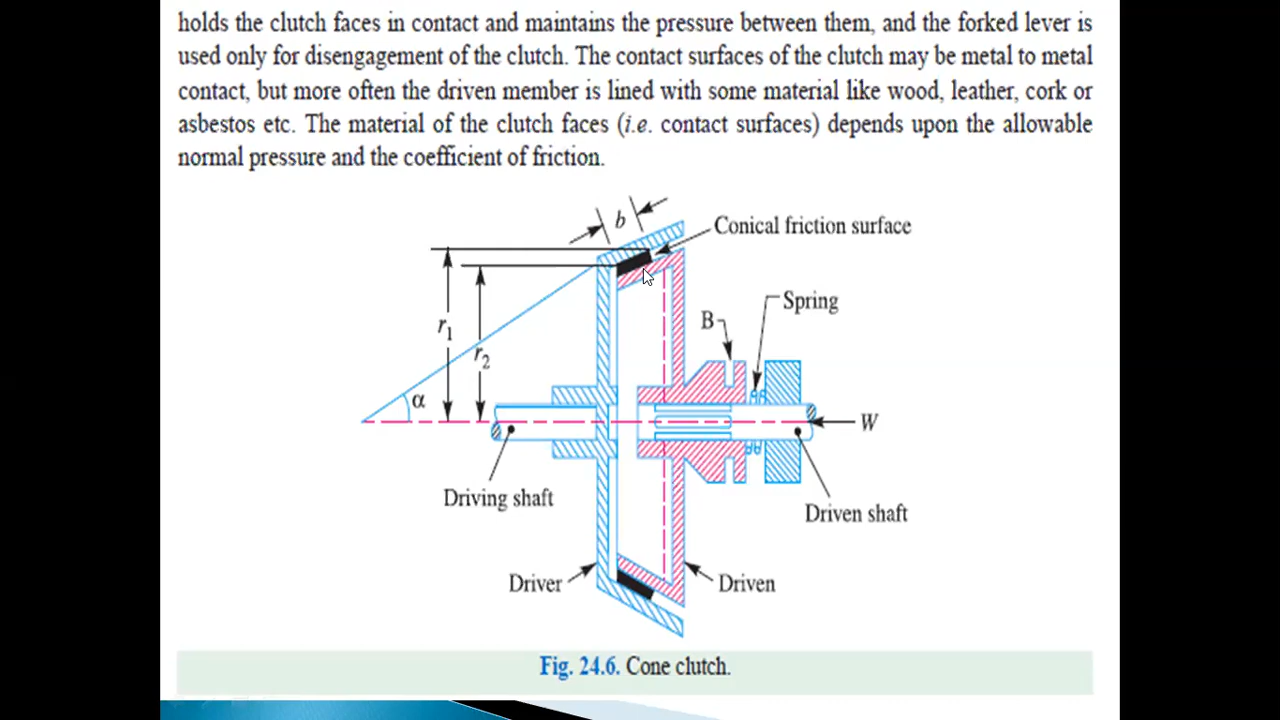 holds the clutch faces in contact and maintains the pressure between them, and the forked lever is
used only for disengagement of the clutch. The contact surfaces of the clutch may be metal to metal
contact, but more often the driven member is lined with some material like wood, leather, cork or
asbestos etc. The material of the clutch faces (i.e. contact surfaces) depends upon the allowable
normal pressure and the coefficient of friction.
b
Conical friction surface
Spring
B
r₁
r₂
α
W
Driving shaft
Driven shaft
Driver
Driven
Fig. 24.6. Cone clutch.